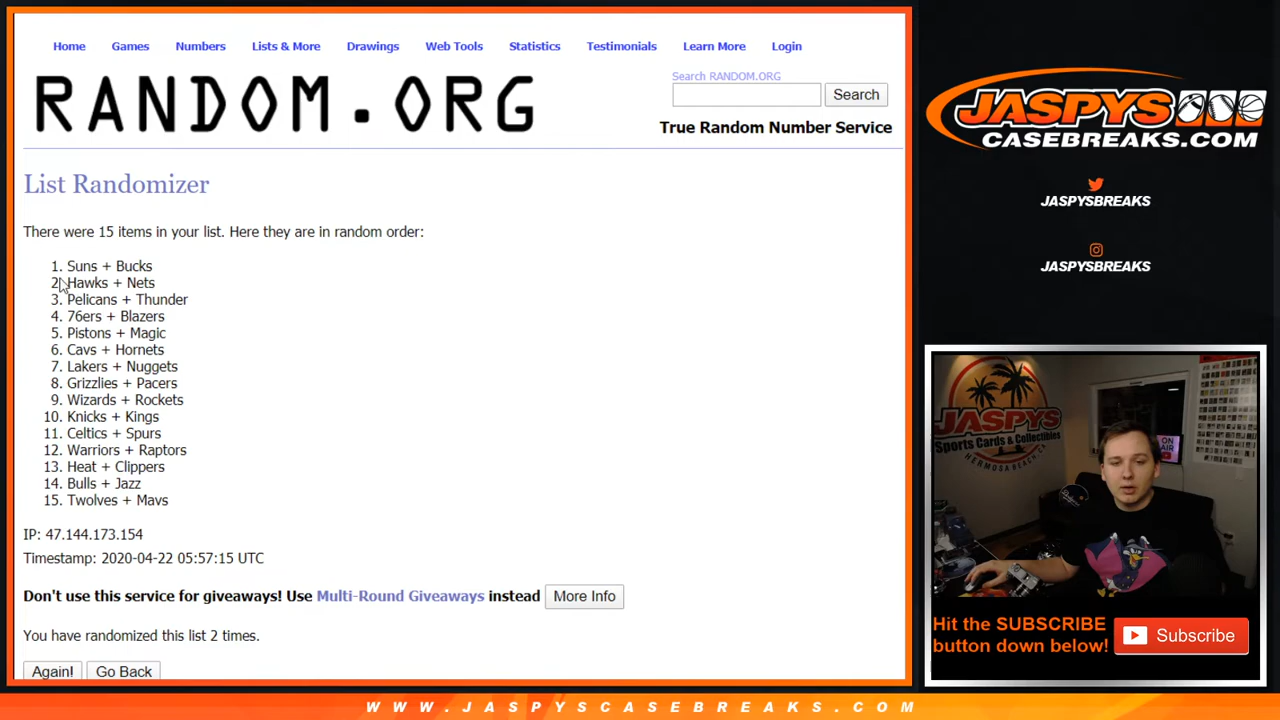 Home Games Numbers Lists & More Drawings Web Tools Statistics Testimonials Learn More Login
RANDOM.ORG
Search RANDOM.ORG
Search
True Random Number Service
List Randomizer
There were 15 items in your list. Here they are in random order:
1. Suns + Bucks
2. Hawks + Nets
3. Pelicans + Thunder
4. 76ers + Blazers
5. Pistons + Magic
6. Cavs + Hornets
7. Lakers + Nuggets
8. Grizzlies + Pacers
9. Wizards + Rockets
10. Knicks + Kings
11. Celtics + Spurs
12. Warriors + Raptors
13. Heat + Clippers
14. Bulls + Jazz
15. Twolves + Mavs
IP: 47.144.173.154
Timestamp: 2020-04-22 05:57:15 UTC
Don't use this service for giveaways! Use Multi-Round Giveaways instead More Info
You have randomized this list 2 times.
Again! Go Back
JASPYS
CASEBREAKS.COM
JASPYSBREAKS
JASPYSBREAKS
JASPYS
Sports Cards & Collectibles
HERMOSA BEACH, CA
ON
AIR
Hit the SUBSCRIBE
button down below!
Subscribe
WWW.JASPYSCASEBREAKS.COM